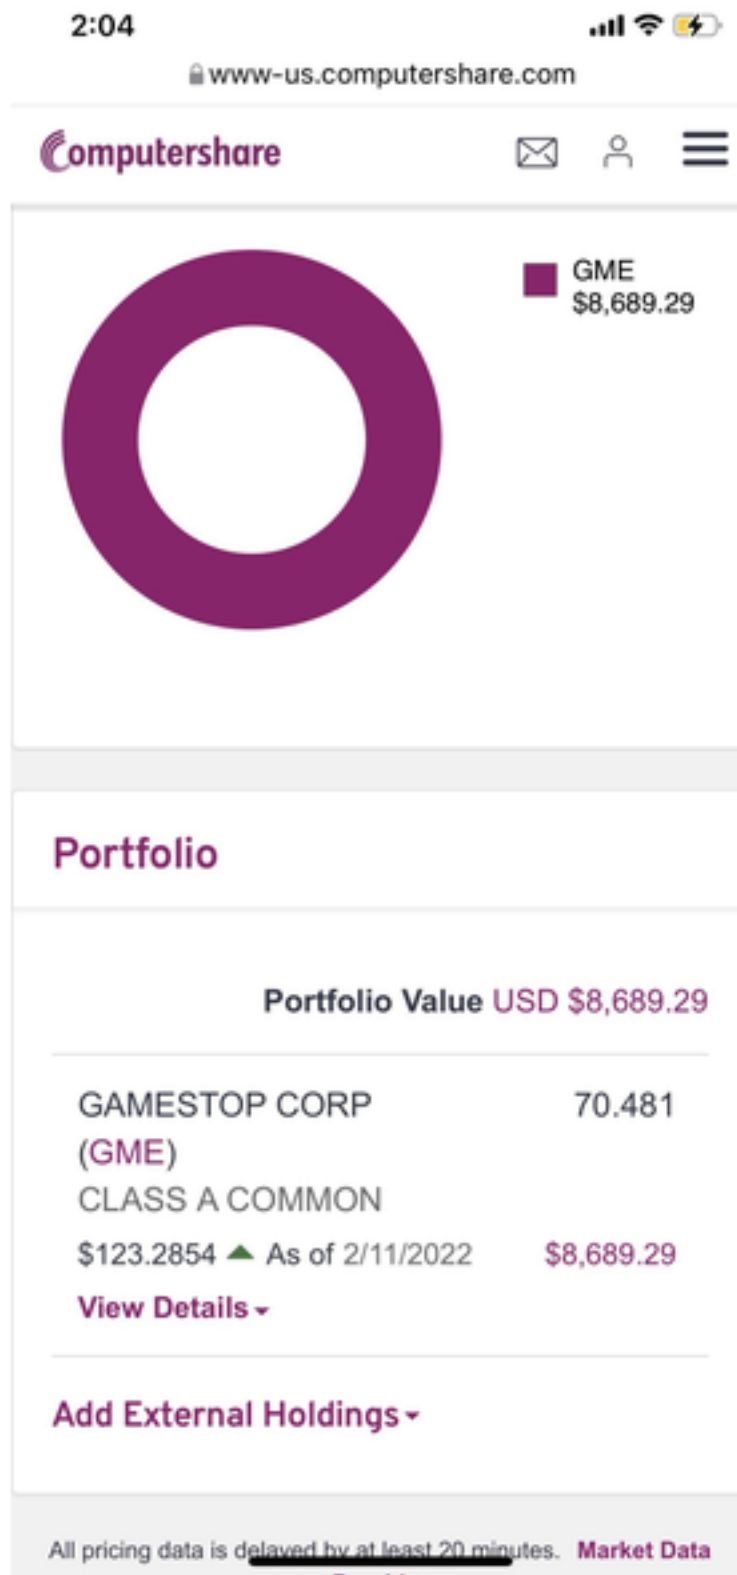 2:04
www-us.computershare.com
Computershare
GME
$8,689.29
Portfolio
Portfolio Value USD $8,689.29
GAMESTOP CORP 70.481
(GME)
CLASS A COMMON
$123.2854 As of 2/11/2022 $8,689.29
View Details
Add External Holdings
All pricing data is delayed by at least 20 minutes. Market Data